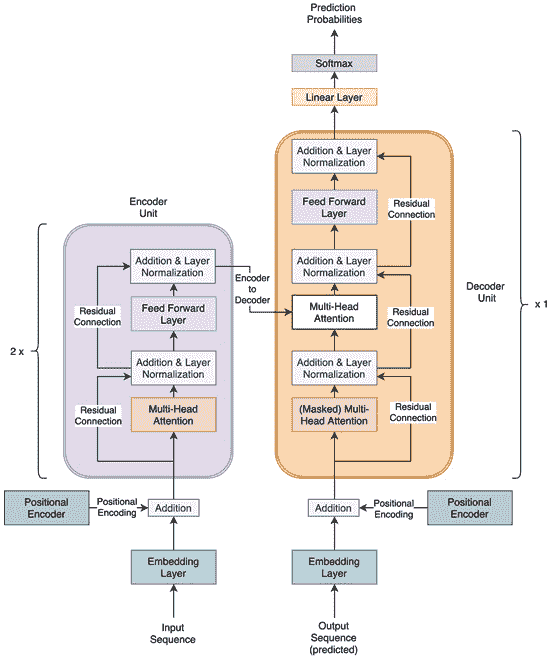 Prediction
Probabilities
Softmax
Linear Layer
Addition & Layer
Normalization
Feed Forward
Layer
Residual
Connection
Addition & Layer
Normalization
Multi-Head
Attention
Residual
Connection
Addition & Layer
Normalization
(Masked) Multi-
Head Attention
Residual
Connection
Decoder
Unit
x 1
Encoder
Unit
Addition & Layer
Normalization
Encoder
to
Decoder
Feed Forward
Layer
Residual
Connection
2 x
Addition & Layer
Normalization
Multi-Head
Attention
Residual
Connection
Positional
Encoder
Positional
Encoding
Addition
Embedding
Layer
Input
Sequence
Addition
Positional
Encoding
Positional
Encoder
Embedding
Layer
Output
Sequence
(predicted)